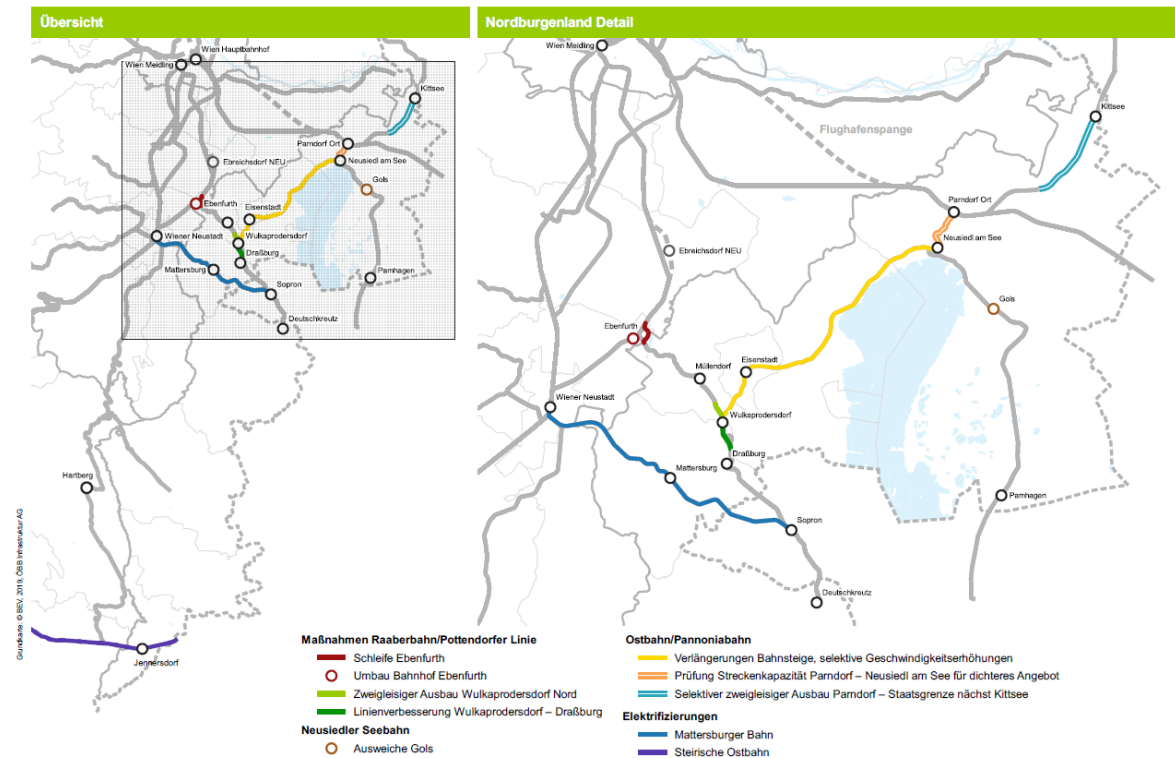 Übersicht
Wien Hauptbahnhof
Wien Meidling
Kittsee
Parndorf Ort
Neusiedl am See
Ebreichsdorf NEU
Gols
Ebenfurth
Eisenstadt
Wiener Neustadt
Wulkaprodersdorf
Draßburg
Mattersburg
Sopron
Pamhagen
Deutschkreutz
Hartberg
Jennersdorf
Grundkarte: © BEV, 2019, ÖBB Infrastruktur AG
Nordburgenland Detail
Wien Meidling
Kittsee
Flughafenspange
Parndorf Ort
Neusiedl am See
Ebreichsdorf NEU
Gols
Ebenfurth
Müllendorf
Eisenstadt
Wiener Neustadt
Wulkaprodersdorf
Draßburg
Mattersburg
Pamhagen
Sopron
Deutschkreutz
Maßnahmen Raaberbahn/Pottendorfer Linie
Schleife Ebenfurth
Umbau Bahnhof Ebenfurth
Zweigleisiger Ausbau Wulkaprodersdorf Nord
Linienverbesserung Wulkaprodersdorf – Draßburg
Neusiedler Seebahn
Ausweiche Gols
Ostbahn/Pannoniabahn
Verlängerungen Bahnsteige, selektive Geschwindigkeitserhöhungen
Prüfung Streckenkapazität Parndorf – Neusiedl am See für dichteres Angebot
Selektiver zweigleisiger Ausbau Parndorf – Staatsgrenze nächst Kittsee
Elektrifizierungen
Mattersburger Bahn
Steirische Ostbahn